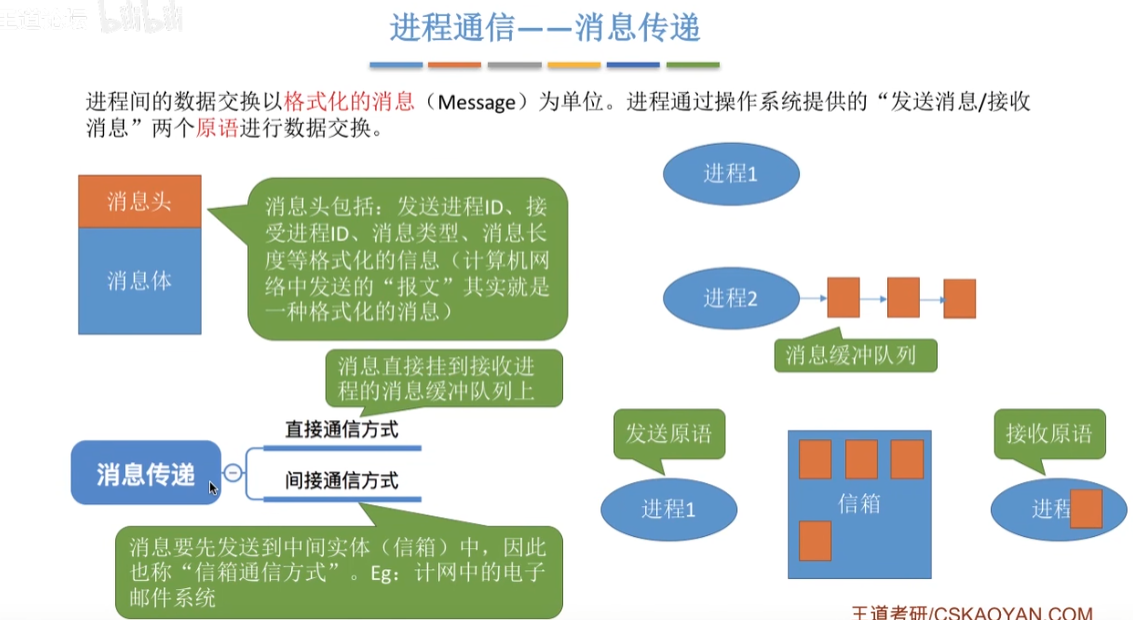 bilibili
进程通信——消息传递
进程间的数据交换以格式化的消息（Message）为单位。进程通过操作系统提供的“发送消息/接收
消息”两个原语进行数据交换。
消息头
消息体
消息头包括：发送进程ID、接
受进程ID、消息类型、消息长
度等格式化的信息（计算机网
络中发送的“报文”其实就是
一种格式化的消息）
进程1
进程2
消息缓冲队列
消息直接挂到接收进
程的消息缓冲队列上
直接通信方式
消息传递
间接通信方式
消息要先发送到中间实体（信箱）中，因此
也称“信箱通信方式”。Eg：计网中的电子
邮件系统
发送原语
进程1
信箱
接收原语
进程
王道考研/CSKAOYAN.COM